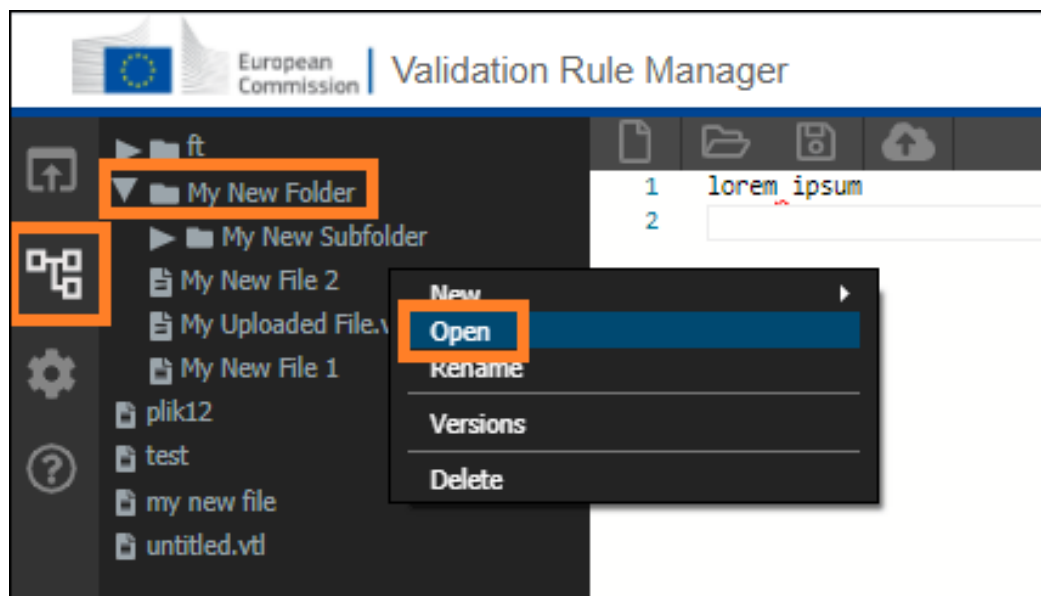 European
Commission
Validation Rule Manager
ft
My New Folder
My New Subfolder
My New File 2
My Uploaded File.v
My New File 1
plik12
test
my new file
untitled.vtl
1 lorem ipsum
2
New
Open
Rename
Versions
Delete